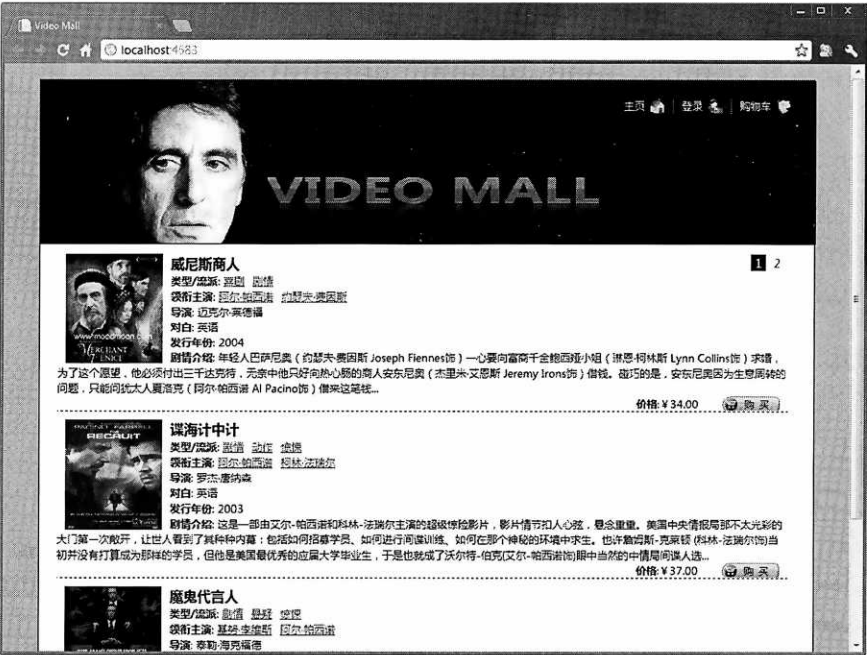 Video Mall
localhost:4683
主页 登录 购物车
VIDEO MALL
1 2
威尼斯商人
类型/流派: 喜剧 剧情
领衔主演: 阿尔·帕西诺 约瑟夫·费因斯
导演: 迈克尔·莱德福
对白: 英语
发行年份: 2004
剧情介绍: 年轻人巴萨尼奥（约瑟夫·费因斯 Joseph Fiennes饰）一心要向富商千金鲍西娅小姐（淋恩·柯林斯 Lynn Collins饰）求婚，
为了这个愿望，他必须付出三千达克特，无奈中他只好向热心肠的商人安东尼奥（杰里米·艾恩斯 Jeremy Irons饰）借钱。碰巧的是，安东尼奥因为生意周转的
问题，只能问犹太人夏洛克（阿尔·帕西诺 Al Pacino饰）借来这笔钱...
价格: ¥ 34.00 购 买
www.moodmoon.com
MERCHANT
VENICE
谍海计中计
RECRUIT
类型/流派: 剧情 动作 惊悚
领衔主演: 阿尔·帕西诺 柯林·法瑞尔
导演: 罗杰·唐纳森
对白: 英语
发行年份: 2003
剧情介绍: 这是一部由艾尔-帕西诺和科林-法瑞尔主演的超级惊险影片，影片情节扣人心弦，悬念重重。美国中央情报局那不太光彩的
大门第一次敞开，让世人看到了其种种内幕：包括如何招募学员、如何进行间谍训练、如何在那个神秘的环境中求生。也许詹姆斯-克莱顿 (科林-法瑞尔饰)当
初并没有打算成为那样的学员，但他是美国最优秀的应届大学毕业生，于是也就成了沃尔特-伯克(艾尔-帕西诺饰)眼中当然的中情局间谍人选...
价格: ¥ 37.00 购 买
魔鬼代言人
类型/流派: 剧情 悬疑 惊悚
领衔主演: 基努·李维斯 阿尔·帕西诺
导演: 泰勒·海克福德